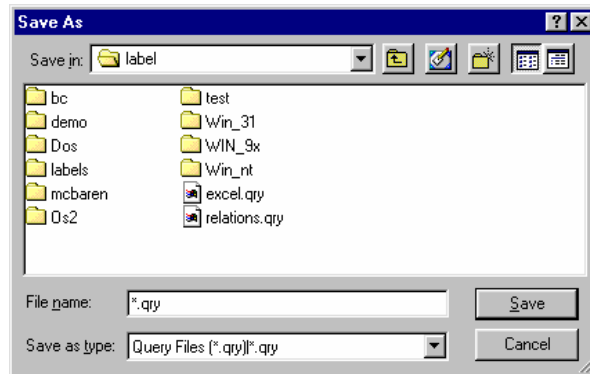 Save As
Save in: label
bc
demo
Dos
labels
mcbaren
Os2
test
Win_31
WIN_9x
Win_nt
excel.qry
relations.qry
File name: *.qry Save
Save as type: Query Files (*.qry)|*.qry Cancel